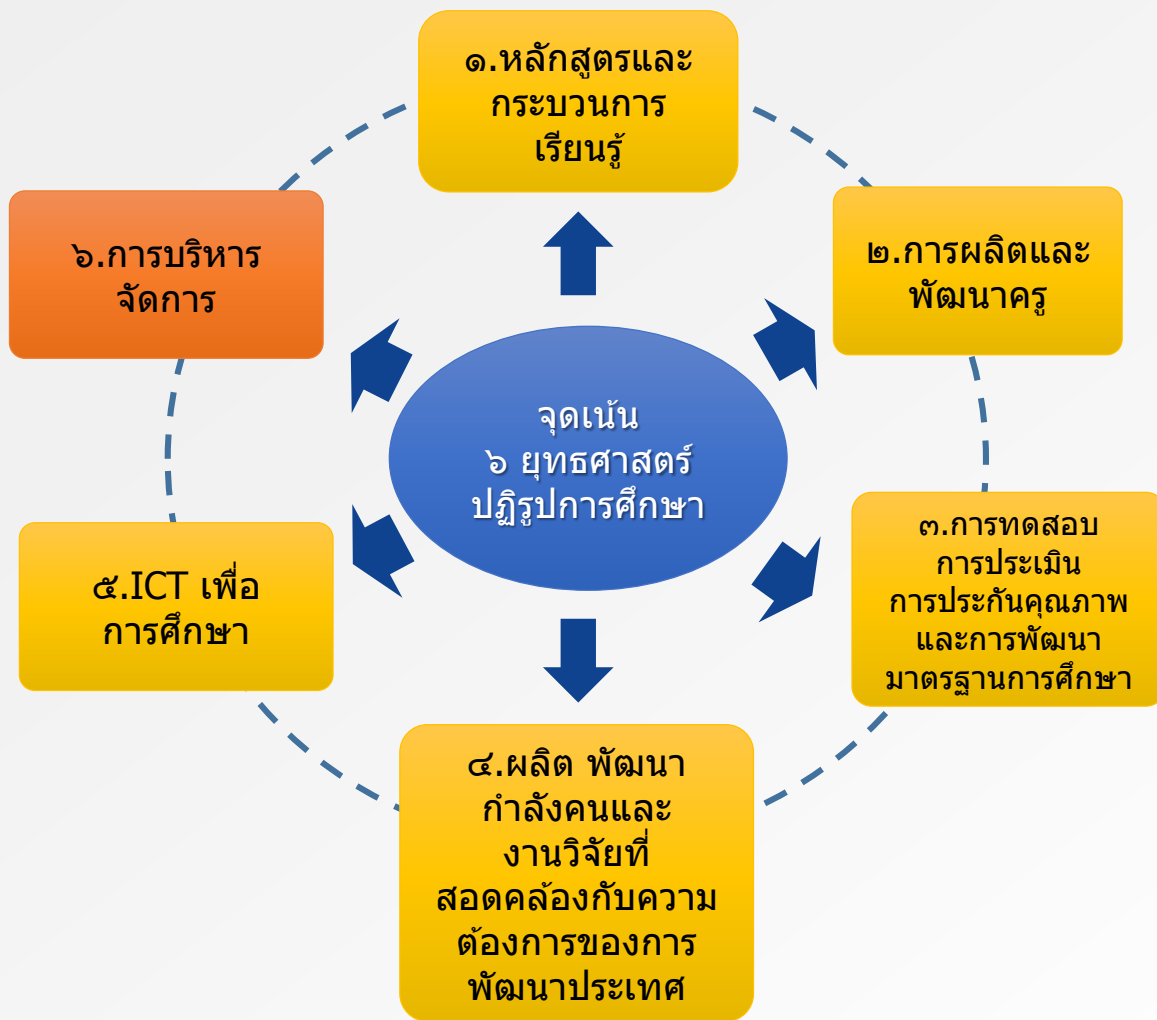 ๑.หลักสูตรและ
กระบวนการ
เรียนรู้
๖.การบริหาร
จัดการ
๒.การผลิตและ
พัฒนาครู
จุดเน้น
๖ ยุทธศาสตร์
ปฏิรูปการศึกษา
๓.การทดสอบ
การประเมิน
การประกันคุณภาพ
และการพัฒนา
มาตรฐานการศึกษา
๕.ICT เพื่อ
การศึกษา
๔.ผลิต พัฒนา
กำลังคนและ
งานวิจัยที่
สอดคล้องกับความ
ต้องการของการ
พัฒนาประเทศ